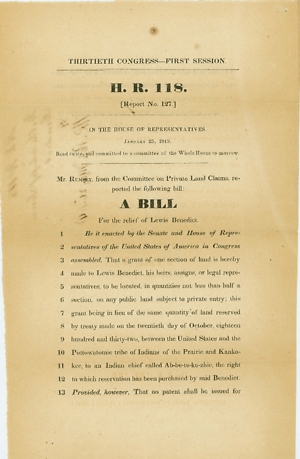 THIRTIETH CONGRESS—FIRST SESSION.
H. R. 118.
[Report No. 127.]
IN THE HOUSE OF REPRESENTATIVES.
JANUARY 25, 1848.
Read twice, and committed to a committee of the Whole House to-morrow.
Mr. from the Committee on Private Land Claims, re-
ported the following bill:
A BILL
For the relief of Lewis Benedict.
1 Be it enacted by the Senate and House of Repre-
2 sentatives of the United States of America in Congress
3 assembled, That a grant of one section of land is hereby
4 made to Lewis Benedict, his heirs, assigns, or legal repre-
5 sentatives, to be located, in quantities not less than half a
6 section, on any public land subject to private entry; this
7 grant being in lieu of the same quantity of land reserved
8 by treaty made on the twentieth day of October, eighteen
9 hundred and thirty-two, between the United States and the
10 Pottawatomie tribe of Indians of the Prairie and Kanka-
11 kee, to an Indian chief called Ab-be-te-ke-zhic, the right
12 to which reservation has been purchased by said Benedict:
13 Provided, however, That no patent shall be issued for